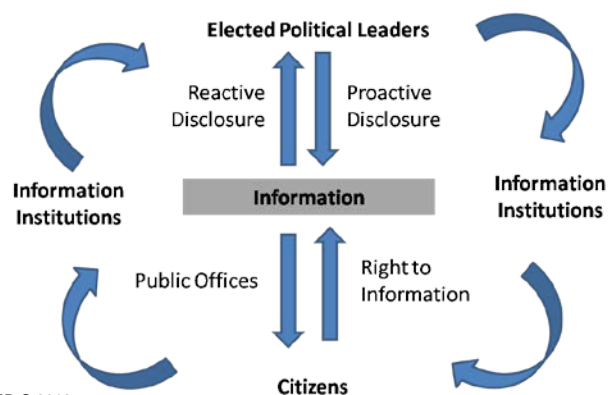 Elected Political Leaders
Reactive
Disclosure
Proactive
Disclosure
Information
Institutions
Information
Information
Institutions
Public Offices
Right to
Information
Citizens